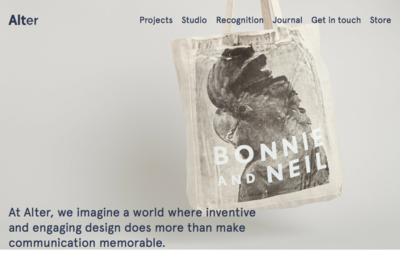 Alter
Projects Studio Recognition Journal Get in touch Store
BONNIE
AND NEIL
At Alter, we imagine a world where inventive
and engaging design does more than make
communication memorable.